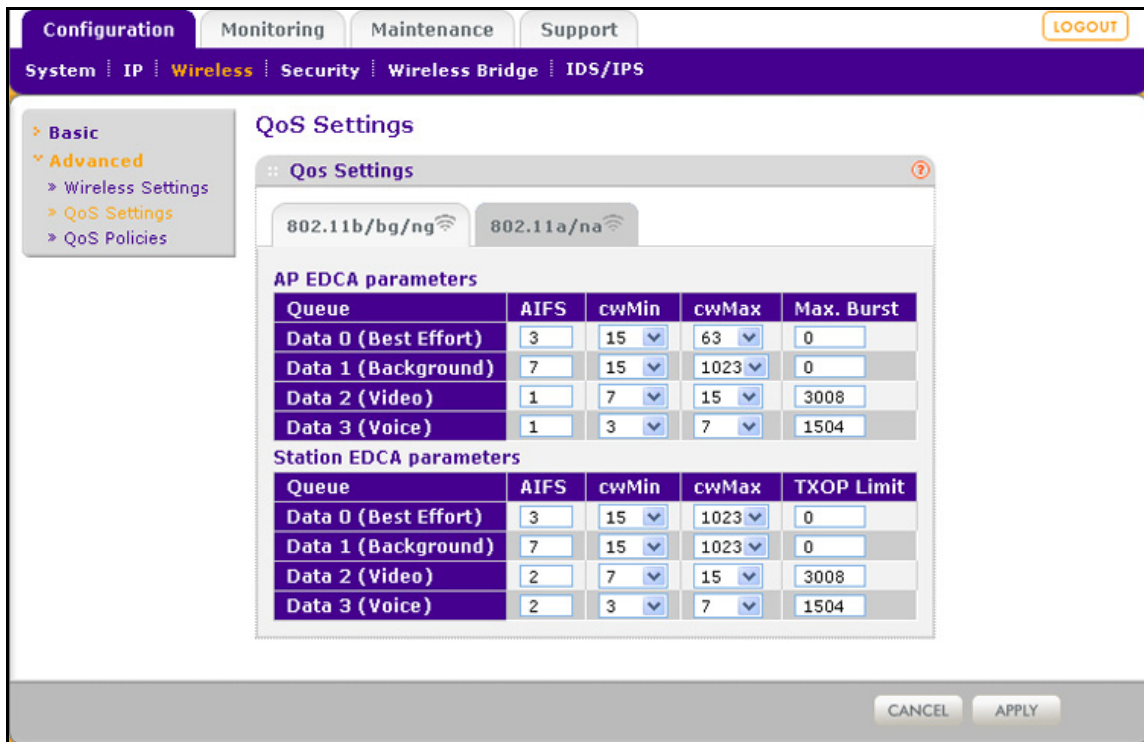 Configuration Monitoring Maintenance Support LOGOUT
System IP Wireless Security Wireless Bridge IDS/IPS
Basic
Advanced
» Wireless Settings
» QoS Settings
» QoS Policies
QoS Settings
Qos Settings ?
802.11b/bg/ng 802.11a/na
AP EDCA parameters
Queue AIFS cwMin cwMax Max. Burst
Data 0 (Best Effort) 3 15 63 0
Data 1 (Background) 7 15 1023 0
Data 2 (Video) 1 7 15 3008
Data 3 (Voice) 1 3 7 1504
Station EDCA parameters
Queue AIFS cwMin cwMax TXOP Limit
Data 0 (Best Effort) 3 15 1023 0
Data 1 (Background) 7 15 1023 0
Data 2 (Video) 2 7 15 3008
Data 3 (Voice) 2 3 7 1504
CANCEL APPLY